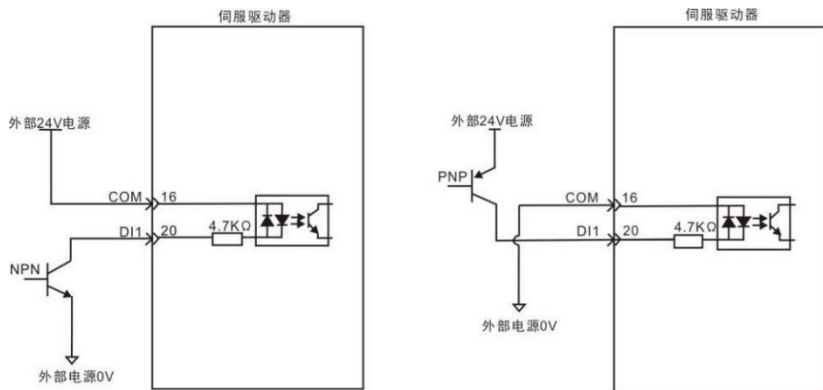 伺服驱动器
外部24V电源
COM
16
DI1
20
4.7KΩ
NPN
外部电源0V
伺服驱动器
外部24V电源
PNP
COM
16
DI1
20
4.7KΩ
外部电源0V